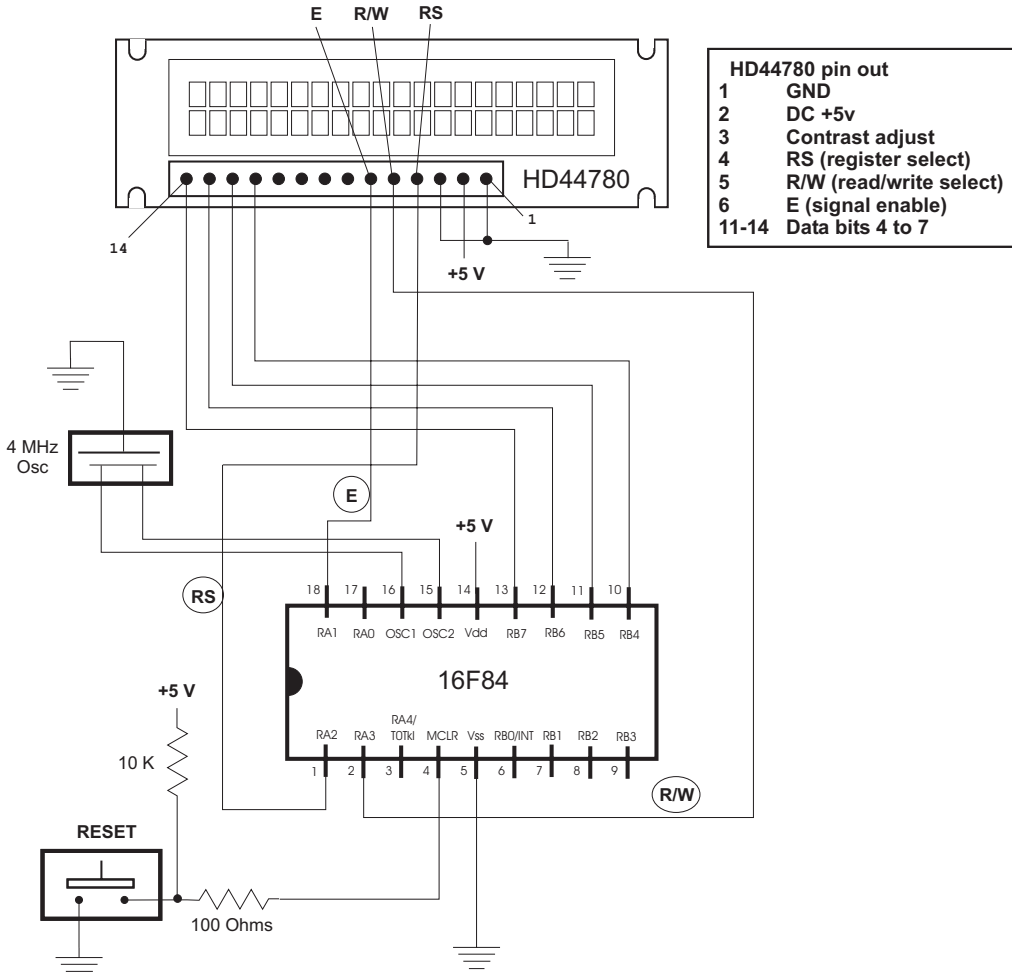 E R/W RS
HD44780 pin out
1 GND
2 DC +5v
3 Contrast adjust
4 RS (register select)
5 R/W (read/write select)
6 E (signal enable)
11-14 Data bits 4 to 7
HD44780
14
1
+5 V
4 MHz
Osc
E
+5 V
RS
18 17 16 15 14 13 12 11 10
RA1 RA0 OSC1 OSC2 Vdd RB7 RB6 RB5 RB4
16F84
+5 V
RA4/
RA2 RA3 T0Tkl MCLR Vss RB0/INT RB1 RB2 RB3
1 2 3 4 5 6 7 8 9
10 K
R/W
RESET
100 Ohms